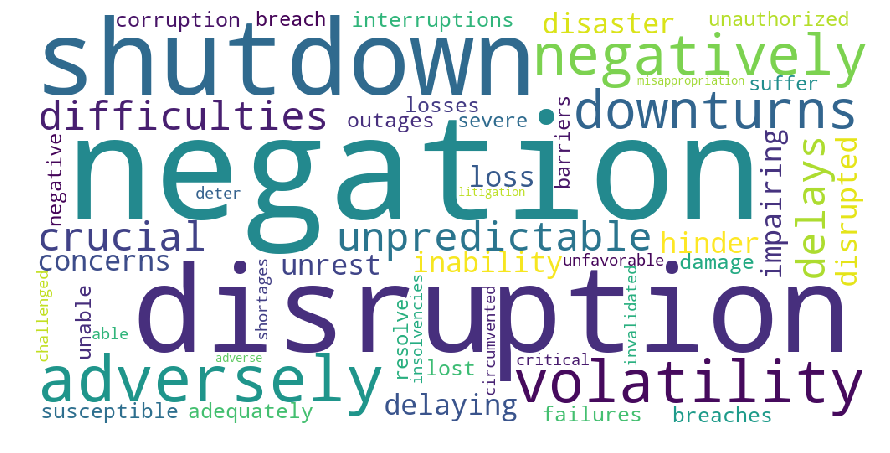 corruption breach interruptions disaster unauthorized
shutdown negatively
misappropriation suffer
difficulties losses downturns
outages severe barriers
negation
negative deter loss litigation impairing delays disrupted
crucial unpredictable hinder
concerns unrest inability unfavorable damage
challenged unable able shortages disruption
resolve insolvencies circumvented invalidated
adverse critical
adversely lost volatility
susceptible adequately delaying failures breaches